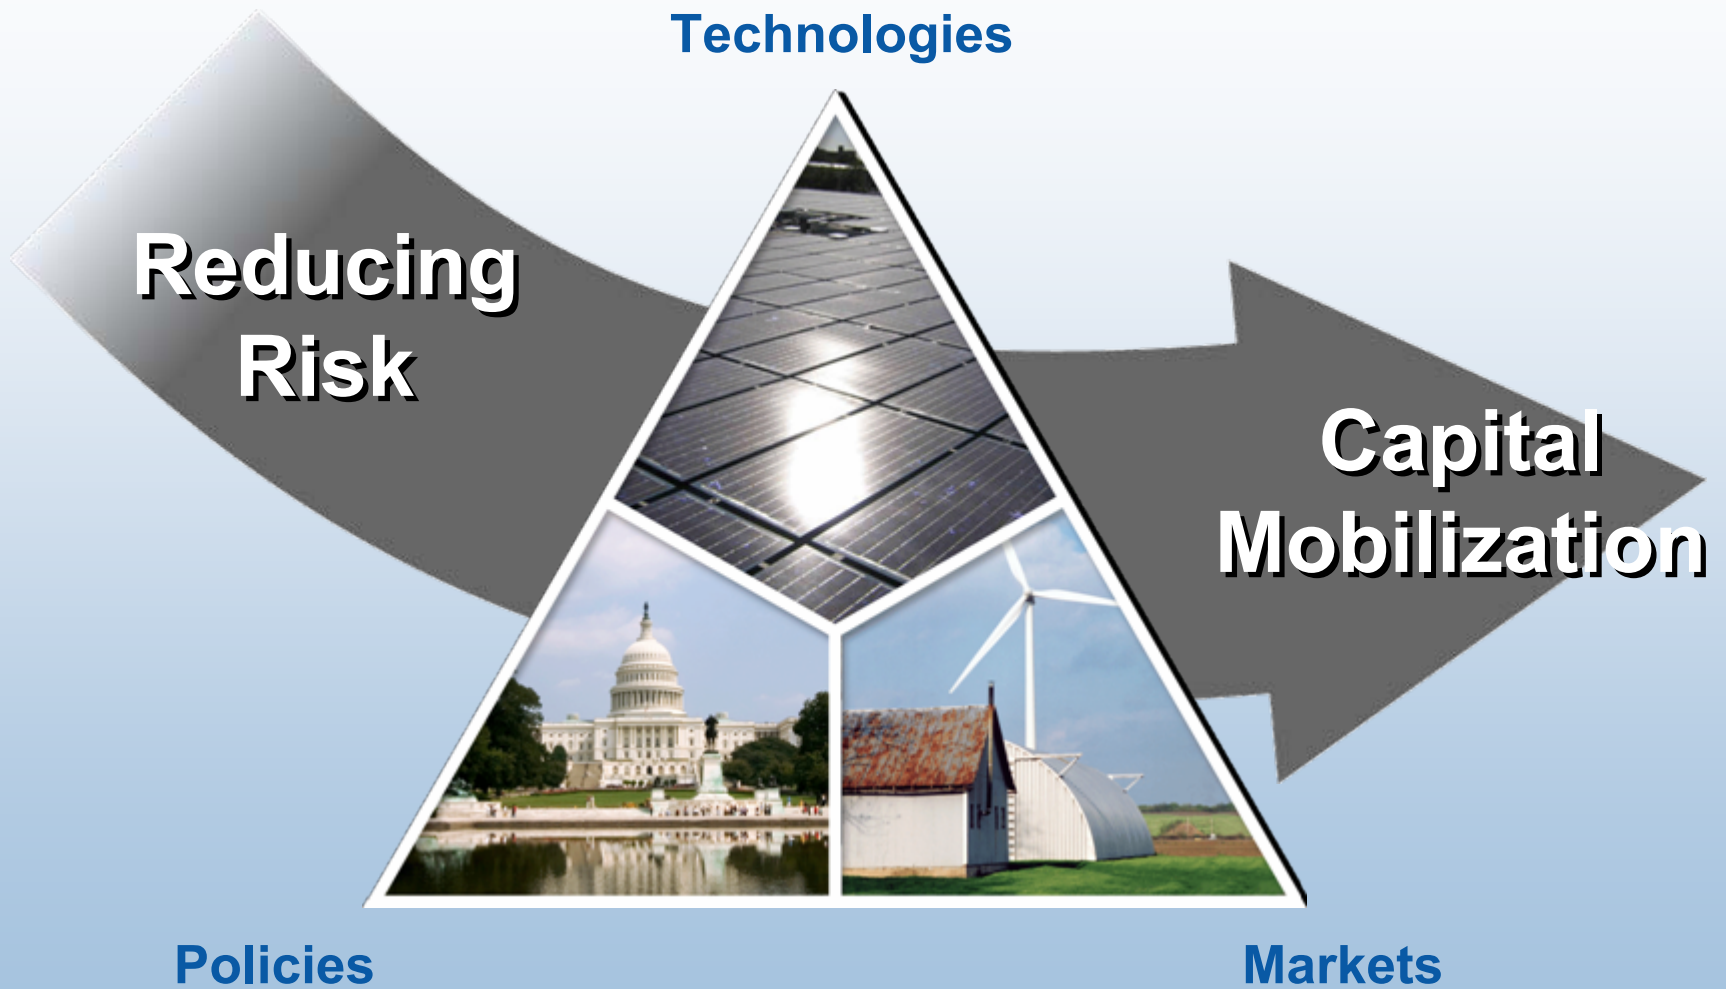 Technologies
Reducing
Risk
Capital
Mobilization
Policies
Markets